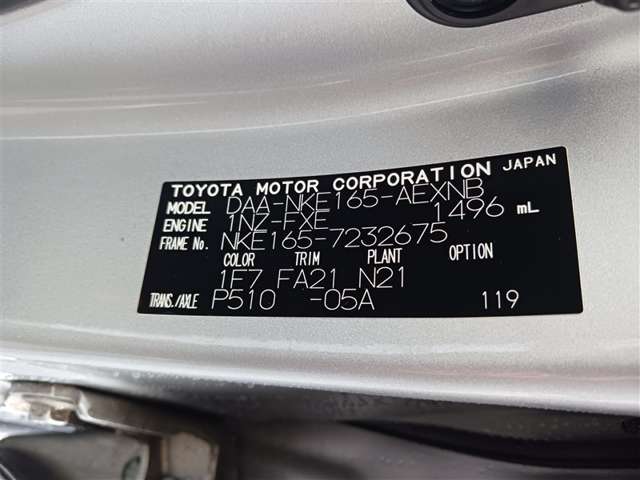 TOYOTA MOTOR CORPORATION JAPAN
MODEL DAA-NKE165-AEXNB
ENGINE 1NZ-FXE 1496 mL
FRAME No. NKE165-7232675
COLOR TRIM PLANT OPTION
1F7 FA21 N21
TRANS./AXLE P510 -05A 119